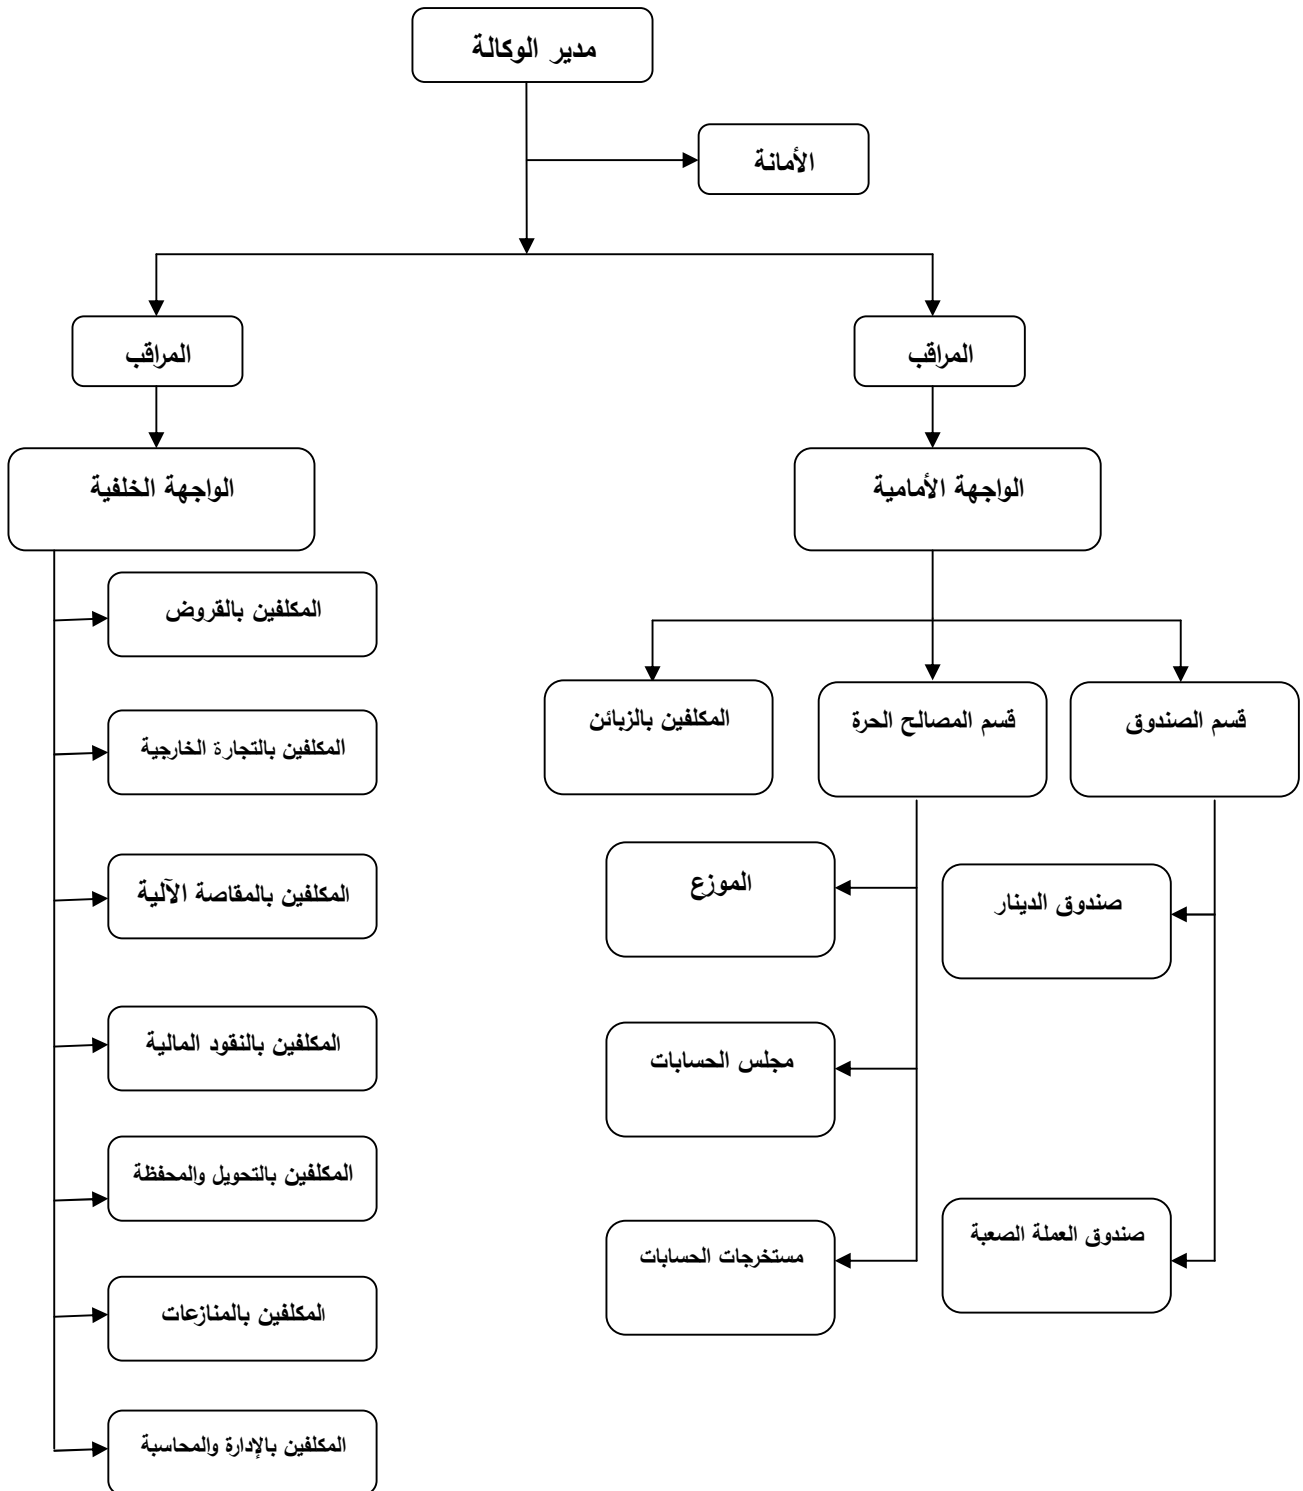 مدير الوكالة
الأمانة
المراقب
المراقب
الواجهة الأمامية
الواجهة الخلفية
قسم الصندوق
قسم المصالح الحرة
المكلفين بالزبائن
صندوق الدينار
صندوق العملة الصعبة
الموزع
مجلس الحسابات
مستخرجات الحسابات
المكلفين بالقروض
المكلفين بالتجارة الخارجية
المكلفين بالمقاصة الآلية
المكلفين بالنقود المالية
المكلفين بالتحويل والمحفظة
المكلفين بالمنازعات
المكلفين بالإدارة والمحاسبة